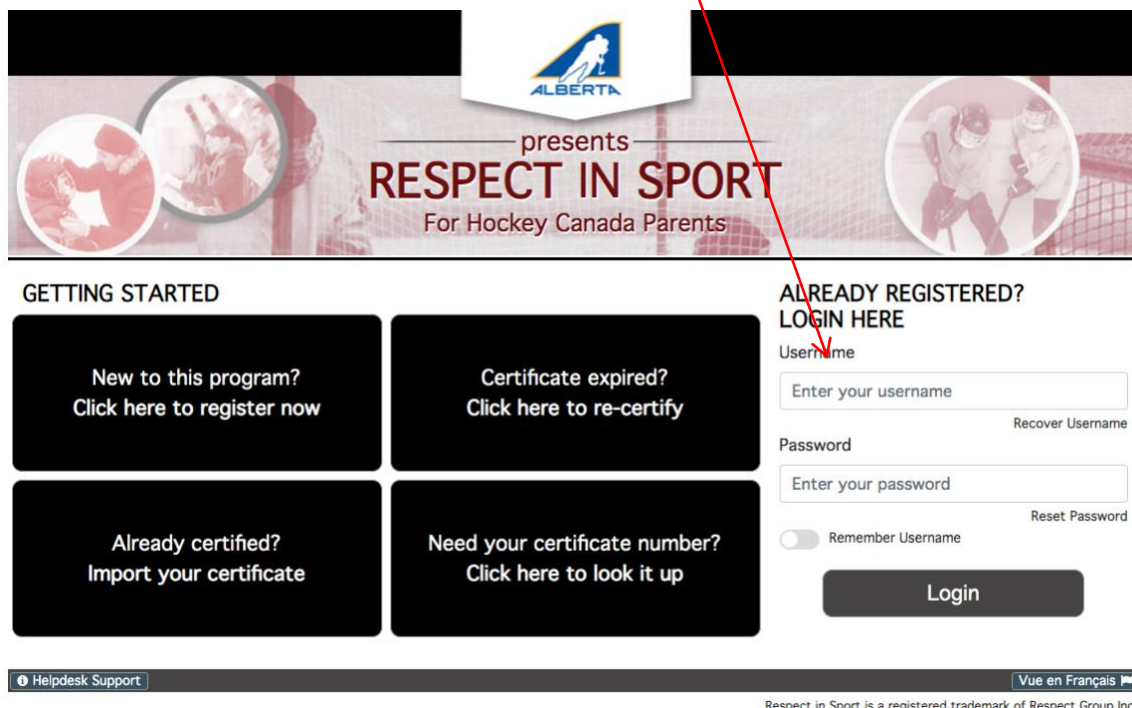 ALBERTA
presents
RESPECT IN SPORT
For Hockey Canada Parents
GETTING STARTED
New to this program?
Click here to register now
Certificate expired?
Click here to re-certify
Already certified?
Import your certificate
Need your certificate number?
Click here to look it up
ALREADY REGISTERED?
LOGIN HERE
Username
Enter your username
Recover Username
Password
Enter your password
Reset Password
Remember Username
Login
Helpdesk Support
Vue en Français
Respect in Sport is a registered trademark of Respect Group Inc